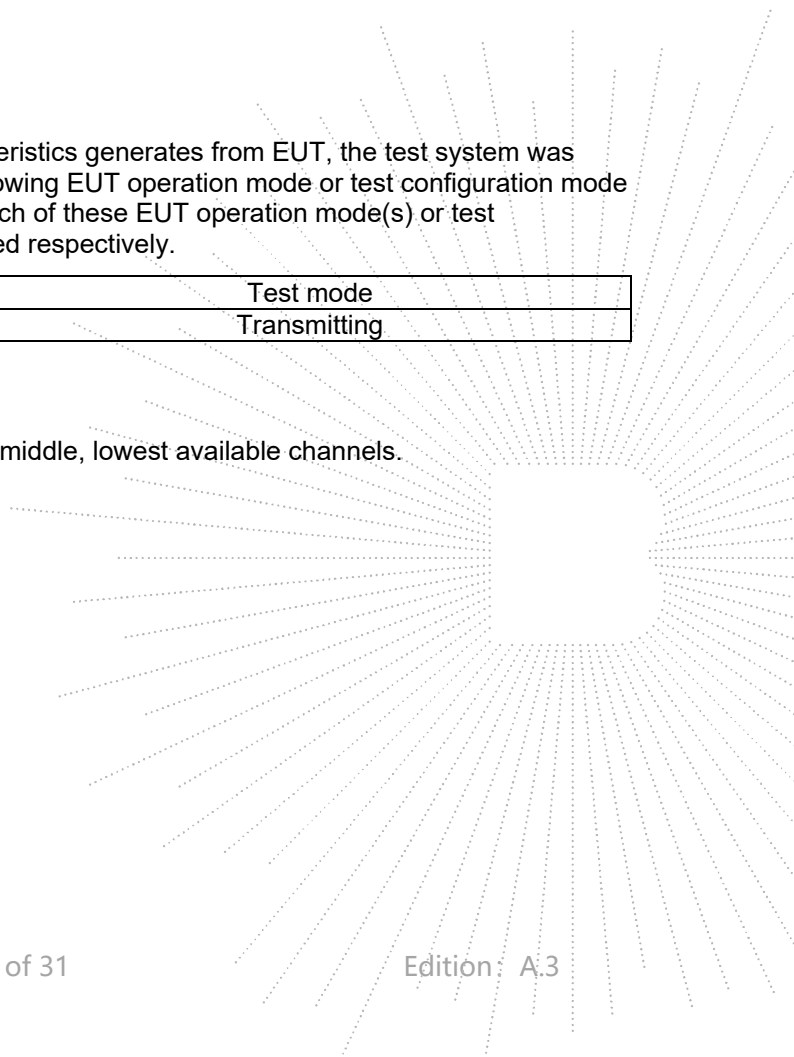 eristics generates from EUT, the test system was
owing EUT operation mode or test configuration mode
ch of these EUT operation mode(s) or test
ed respectively.
Test mode
Transmitting
middle, lowest available channels.
of 31 Edition: A.3